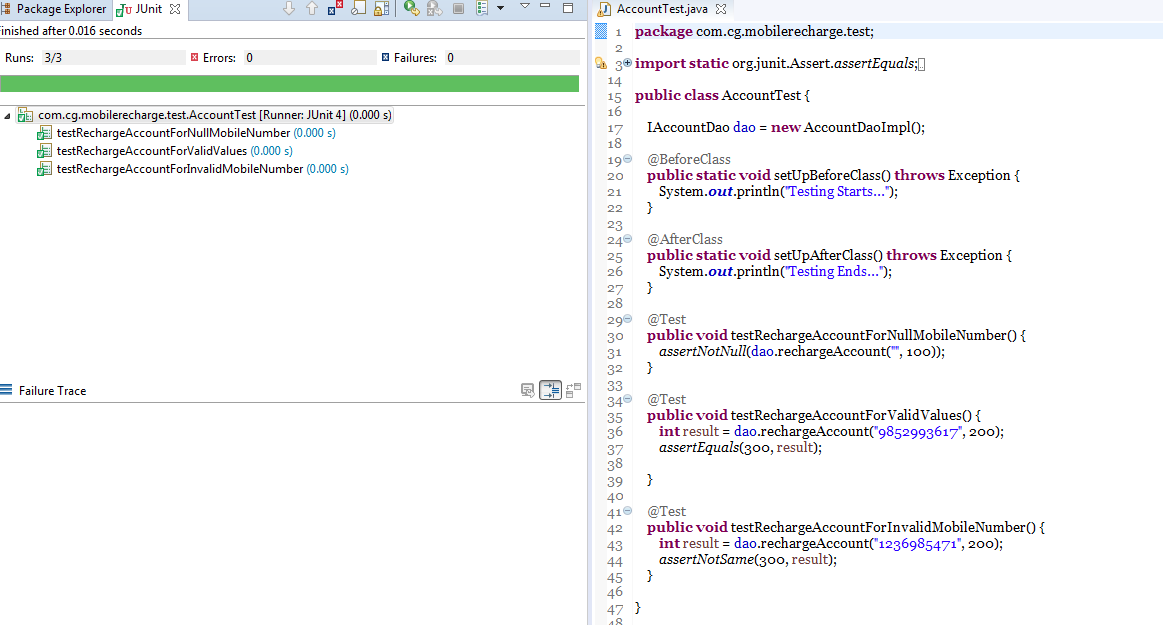 Package Explorer
JUnit
Finished after 0.016 seconds
Runs: 3/3
Errors: 0
Failures: 0
com.cg.mobilerecharge.test.AccountTest [Runner: JUnit 4] (0.000 s)
testRechargeAccountForNullMobileNumber (0.000 s)
testRechargeAccountForValidValues (0.000 s)
testRechargeAccountForInvalidMobileNumber (0.000 s)
Failure Trace
AccountTest.java
1 package com.cg.mobilerecharge.test;
2
3 import static org.junit.Assert.assertEquals;
14
15 public class AccountTest {
16
17 IAccountDao dao = new AccountDaoImpl();
18
19 @BeforeClass
20 public static void setUpBeforeClass() throws Exception {
21 System.out.println("Testing Starts...");
22 }
23
24 @AfterClass
25 public static void setUpAfterClass() throws Exception {
26 System.out.println("Testing Ends...");
27 }
28
29 @Test
30 public void testRechargeAccountForNullMobileNumber() {
31 assertNotNull(dao.rechargeAccount("", 100));
32 }
33
34 @Test
35 public void testRechargeAccountForValidValues() {
36 int result = dao.rechargeAccount("9852993617", 200);
37 assertEquals(300, result);
38
39 }
40
41 @Test
42 public void testRechargeAccountForInvalidMobileNumber() {
43 int result = dao.rechargeAccount("1236985471", 200);
44 assertNotSame(300, result);
45 }
46
47 }
48